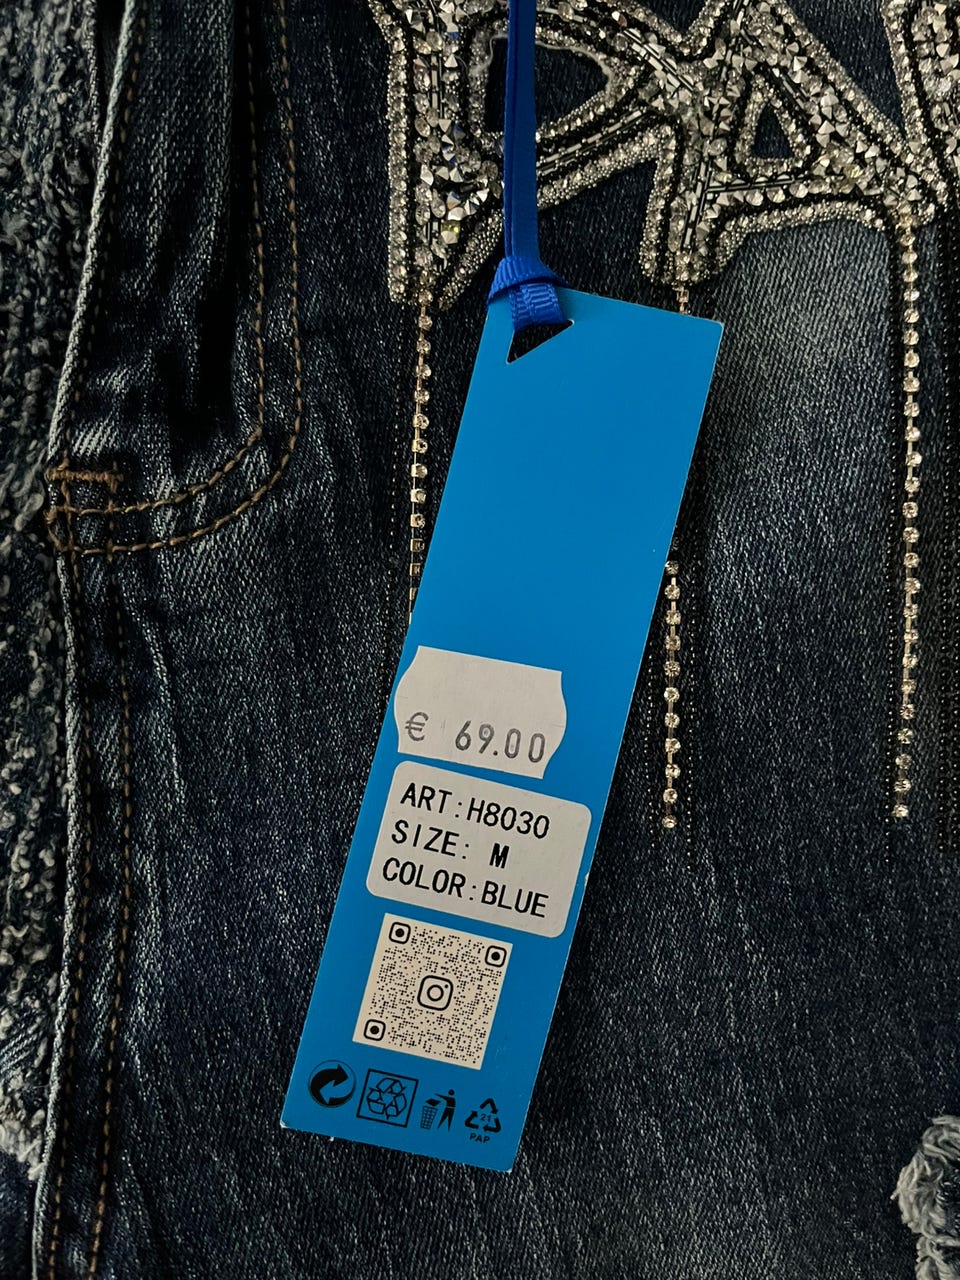 € 69.00
ART:H8030
SIZE: M
COLOR:BLUE
21
PAP